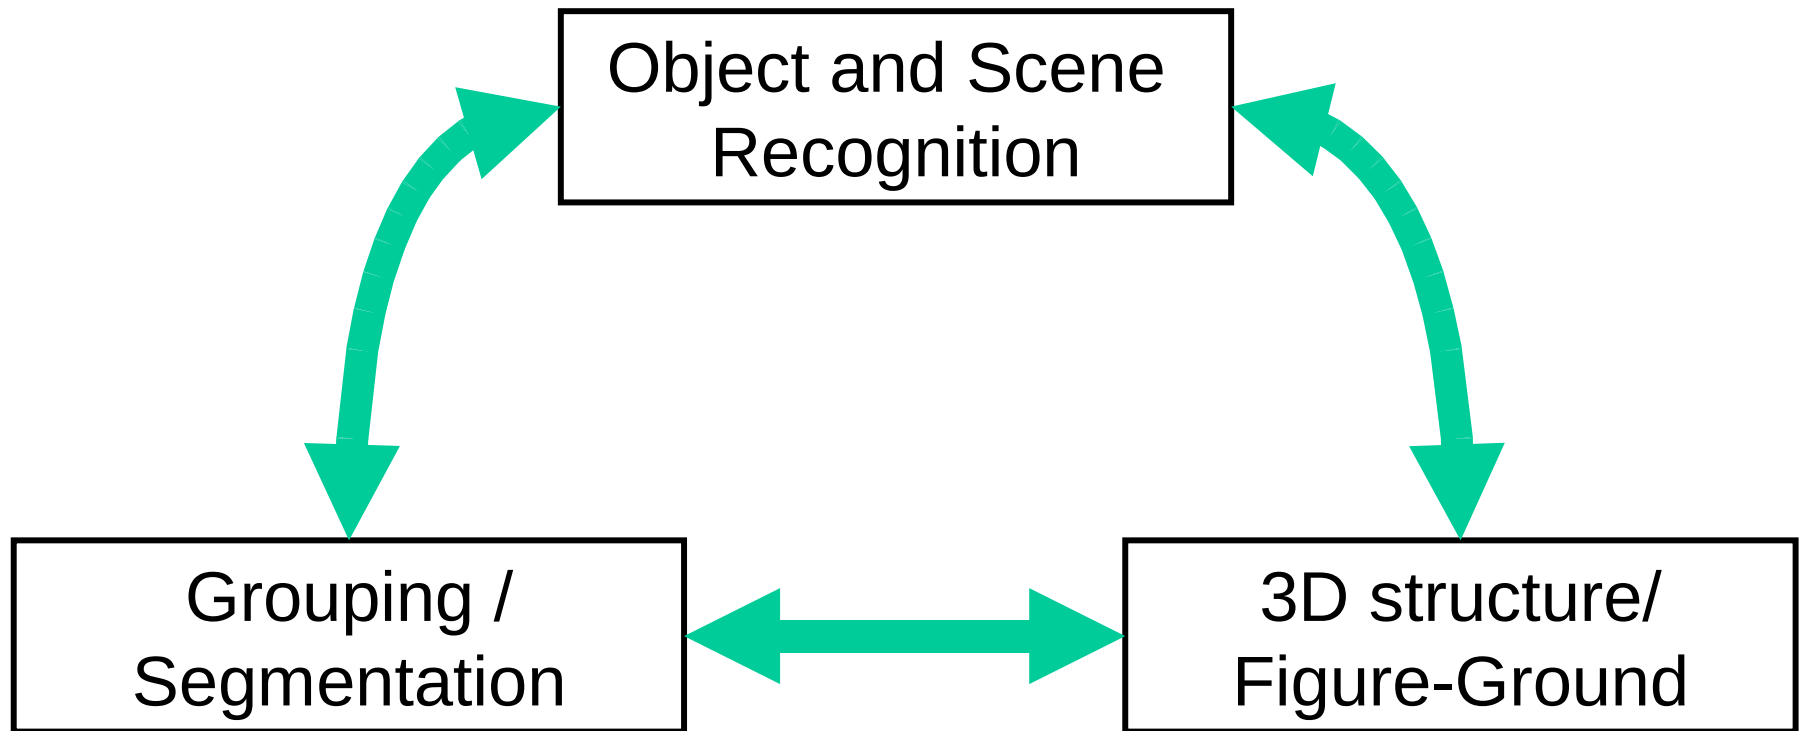 Object and Scene
Recognition
Grouping /
Segmentation
3D structure/
Figure-Ground